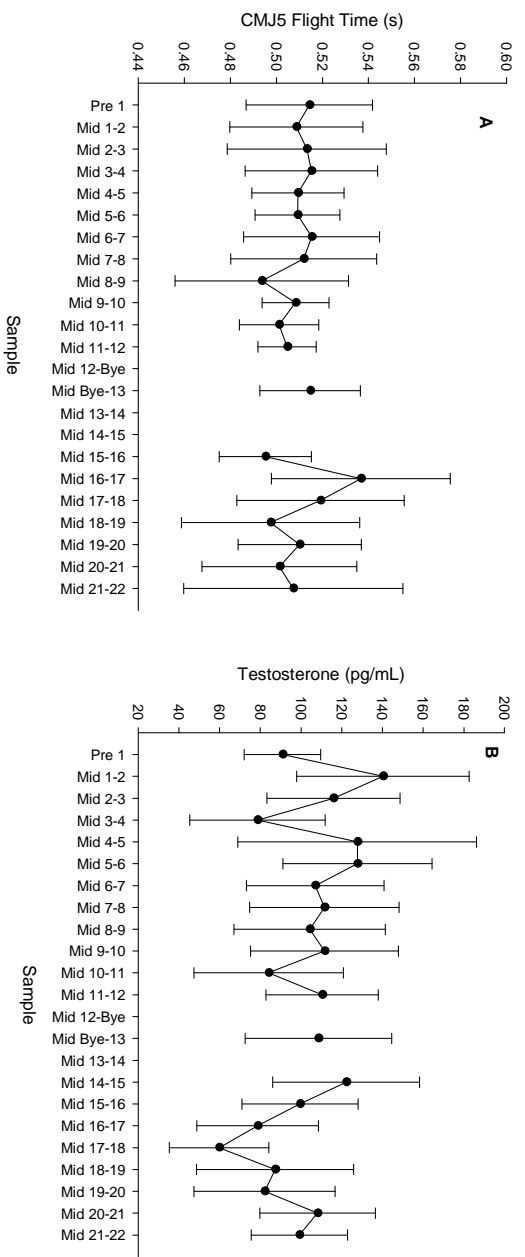 A
CMJ5 Flight Time (s)
0.44
0.46
0.48
0.50
0.52
0.54
0.56
0.58
0.60
Pre 1
Mid 1-2
Mid 2-3
Mid 3-4
Mid 4-5
Mid 5-6
Mid 6-7
Mid 7-8
Mid 8-9
Mid 9-10
Mid 10-11
Mid 11-12
Mid 12-Bye
Mid Bye-13
Mid 13-14
Mid 14-15
Mid 15-16
Mid 16-17
Mid 17-18
Mid 18-19
Mid 19-20
Mid 20-21
Mid 21-22
Sample
B
Testosterone (pg/mL)
20
40
60
80
100
120
140
160
180
200
Pre 1
Mid 1-2
Mid 2-3
Mid 3-4
Mid 4-5
Mid 5-6
Mid 6-7
Mid 7-8
Mid 8-9
Mid 9-10
Mid 10-11
Mid 11-12
Mid 12-Bye
Mid Bye-13
Mid 13-14
Mid 14-15
Mid 15-16
Mid 16-17
Mid 17-18
Mid 18-19
Mid 19-20
Mid 20-21
Mid 21-22
Sample